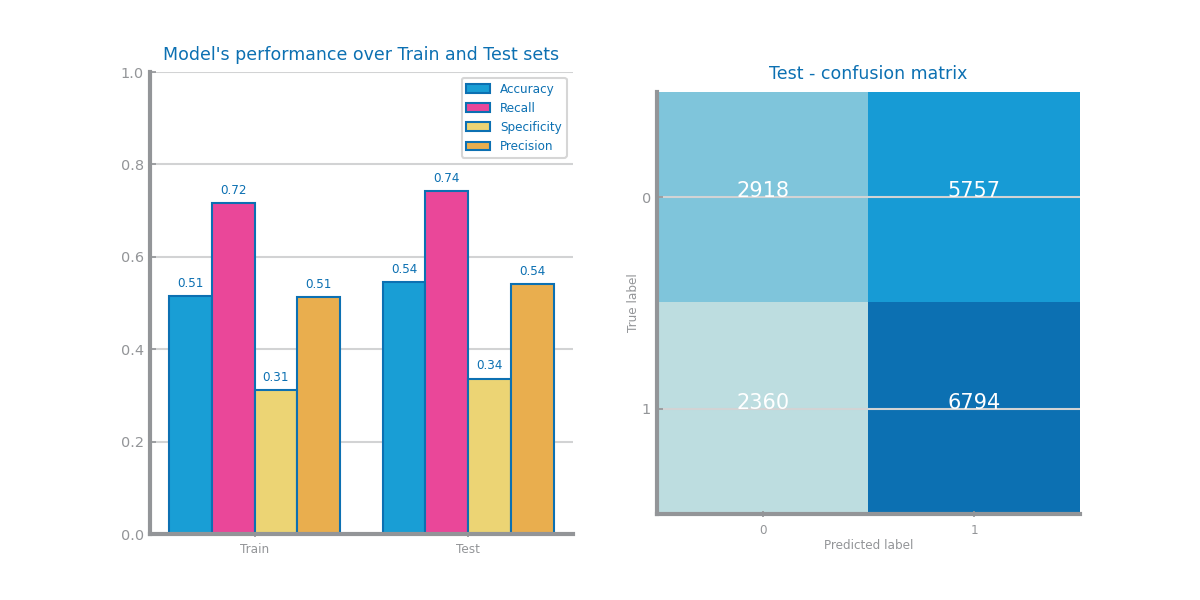 Model's performance over Train and Test sets
1.0
0.8
0.6
0.4
0.2
0.0
Accuracy
Recall
Specificity
Precision
0.51
0.72
0.31
0.51
0.54
0.74
0.34
0.54
Train
Test
Test - confusion matrix
True label
0
1
2918
5757
2360
6794
0
1
Predicted label